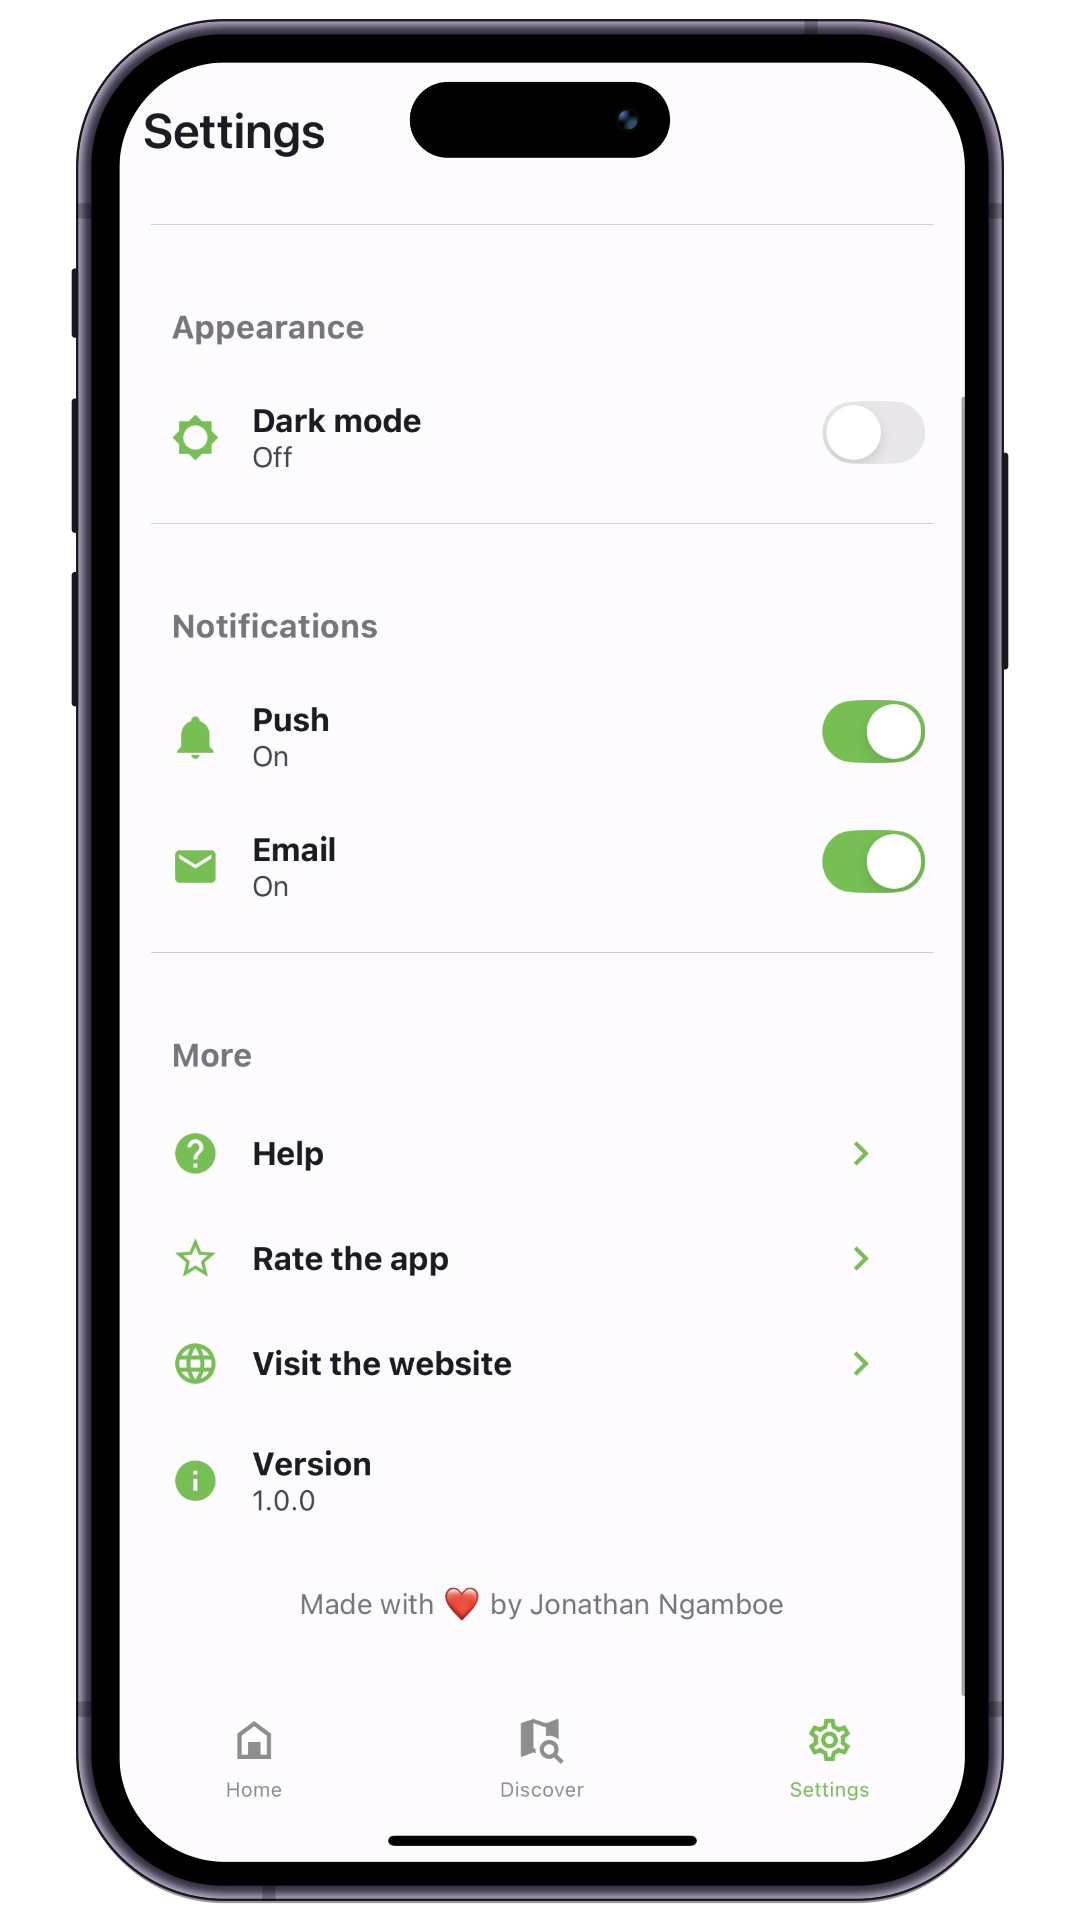 Settings
Appearance
Dark mode
Off
Notifications
Push
On
Email
On
More
Help
Rate the app
Visit the website
Version
1.0.0
Made with ❤️ by Jonathan Ngamboe
Home
Discover
Settings